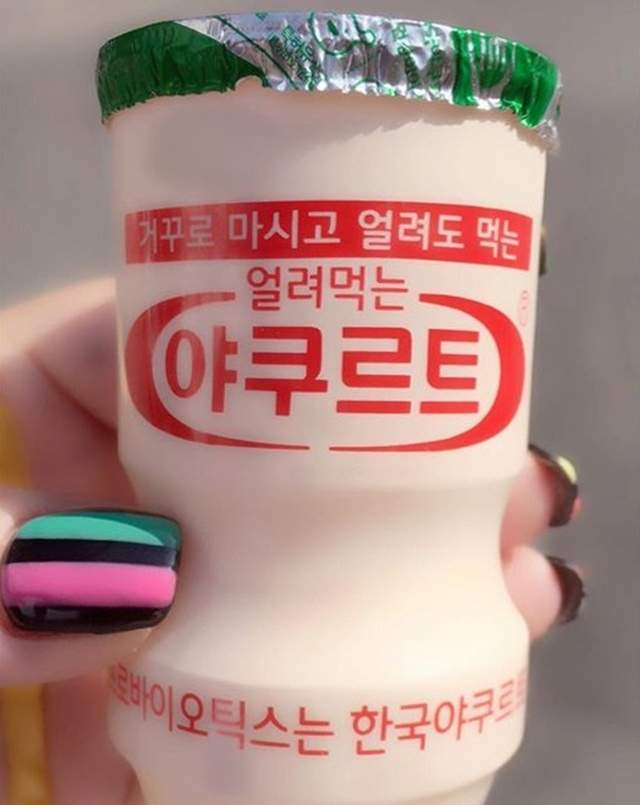 거꾸로 마시고 얼려도 먹는
얼려먹는
야쿠르트
®
로바이오틱스는 한국야쿠르